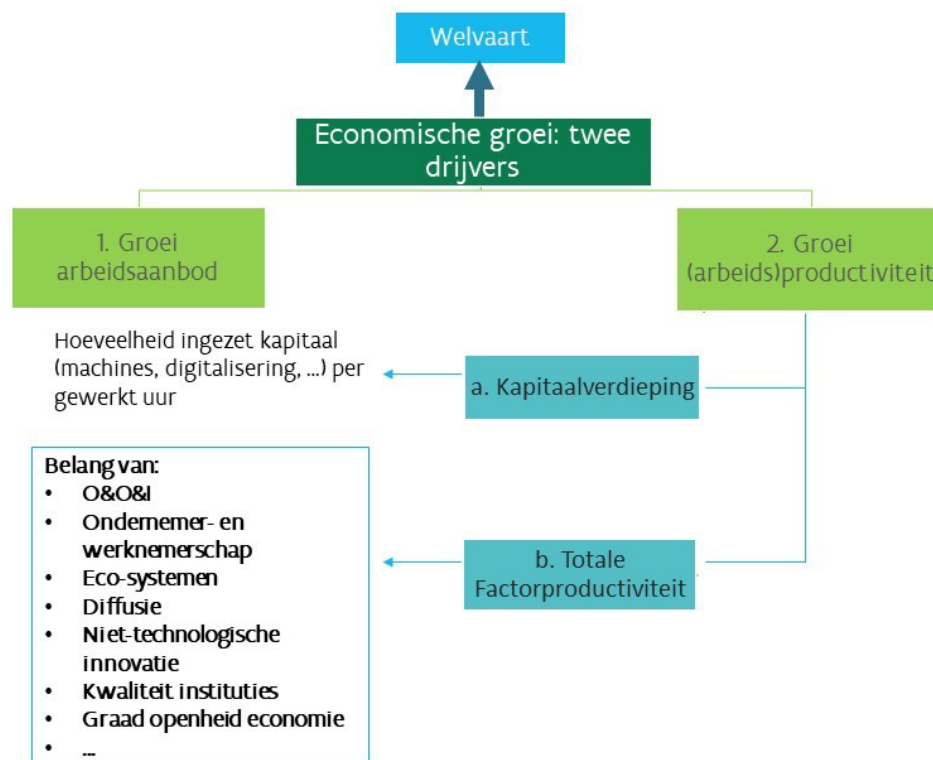 Welvaart
Economische groei: twee
drijvers
1. Groei
arbeidsaanbod
2. Groei
(arbeids)productiviteit
Hoeveelheid ingezet kapitaal
(machines, digitalisering, ...) per
gewerkt uur
a. Kapitaalverdieping
Belang van:
• O&O&I
• Ondernemer- en
werknemerschap
• Eco-systemen
• Diffusie
• Niet-technologische
innovatie
• Kwaliteit instituties
• Graad openheid economie
• ...
b. Totale
Factorproductiviteit